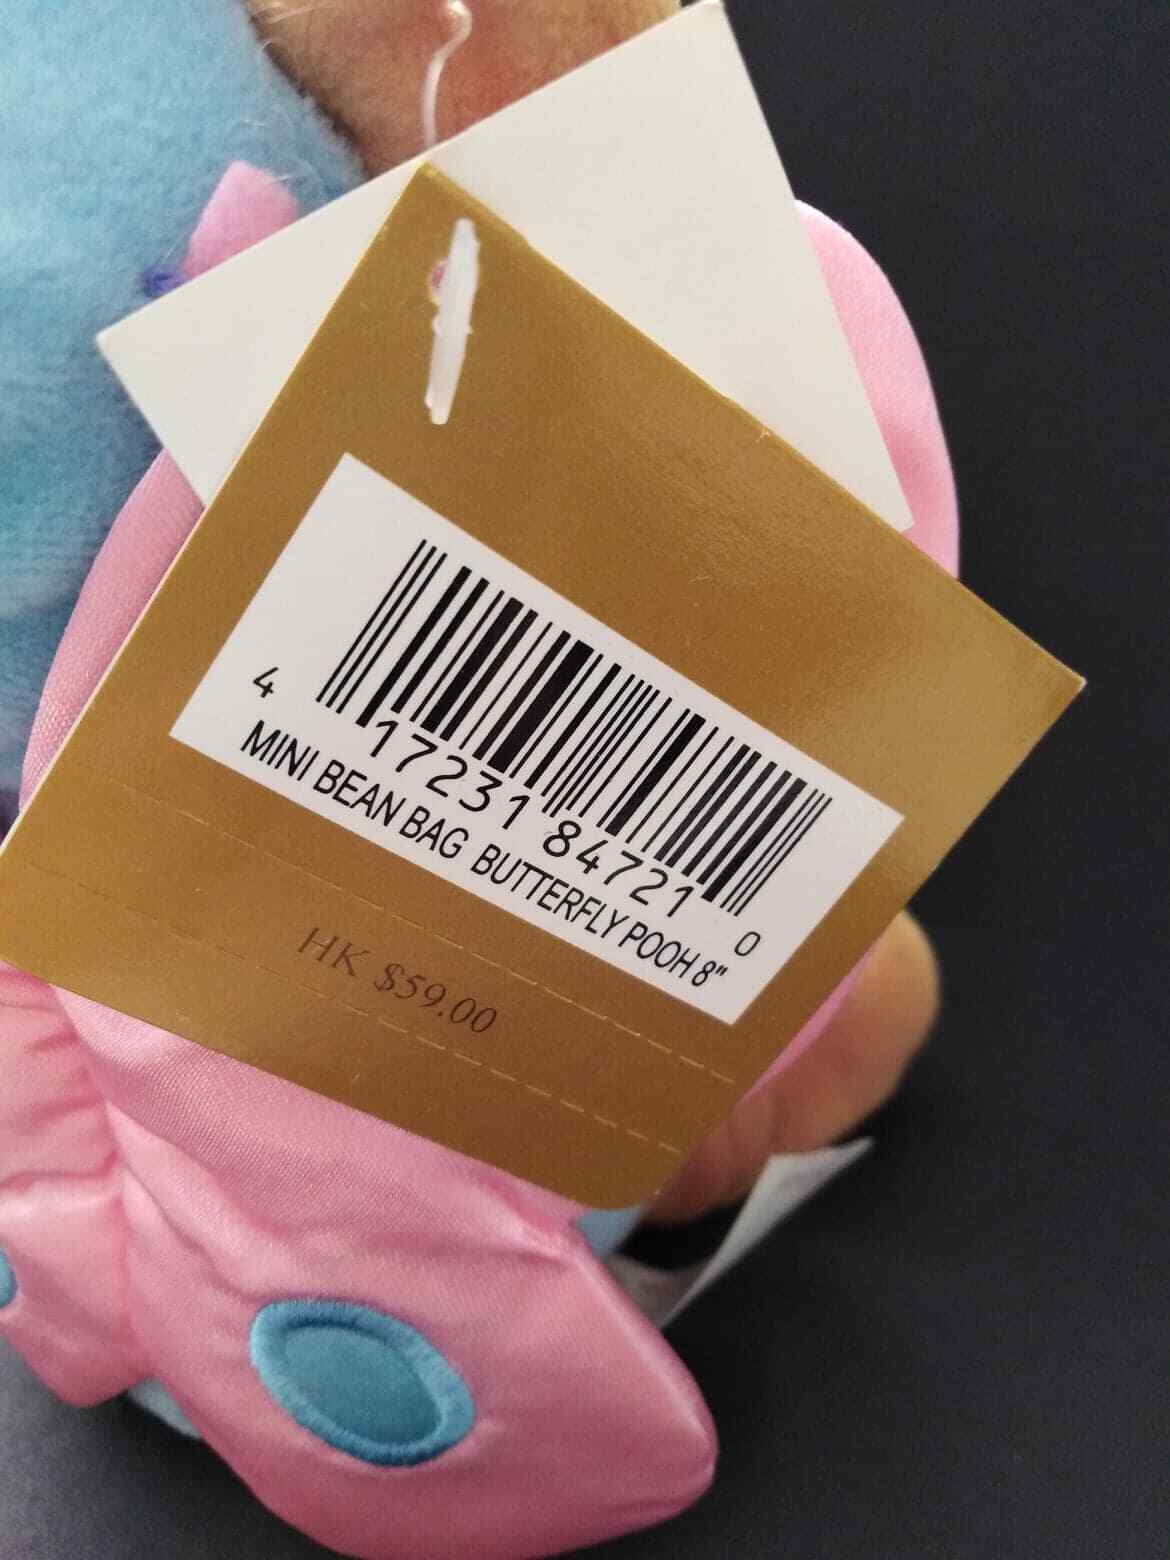 4 17231 84721 0
MINI BEAN BAG BUTTERFLY POOH 8"
HK $59.00